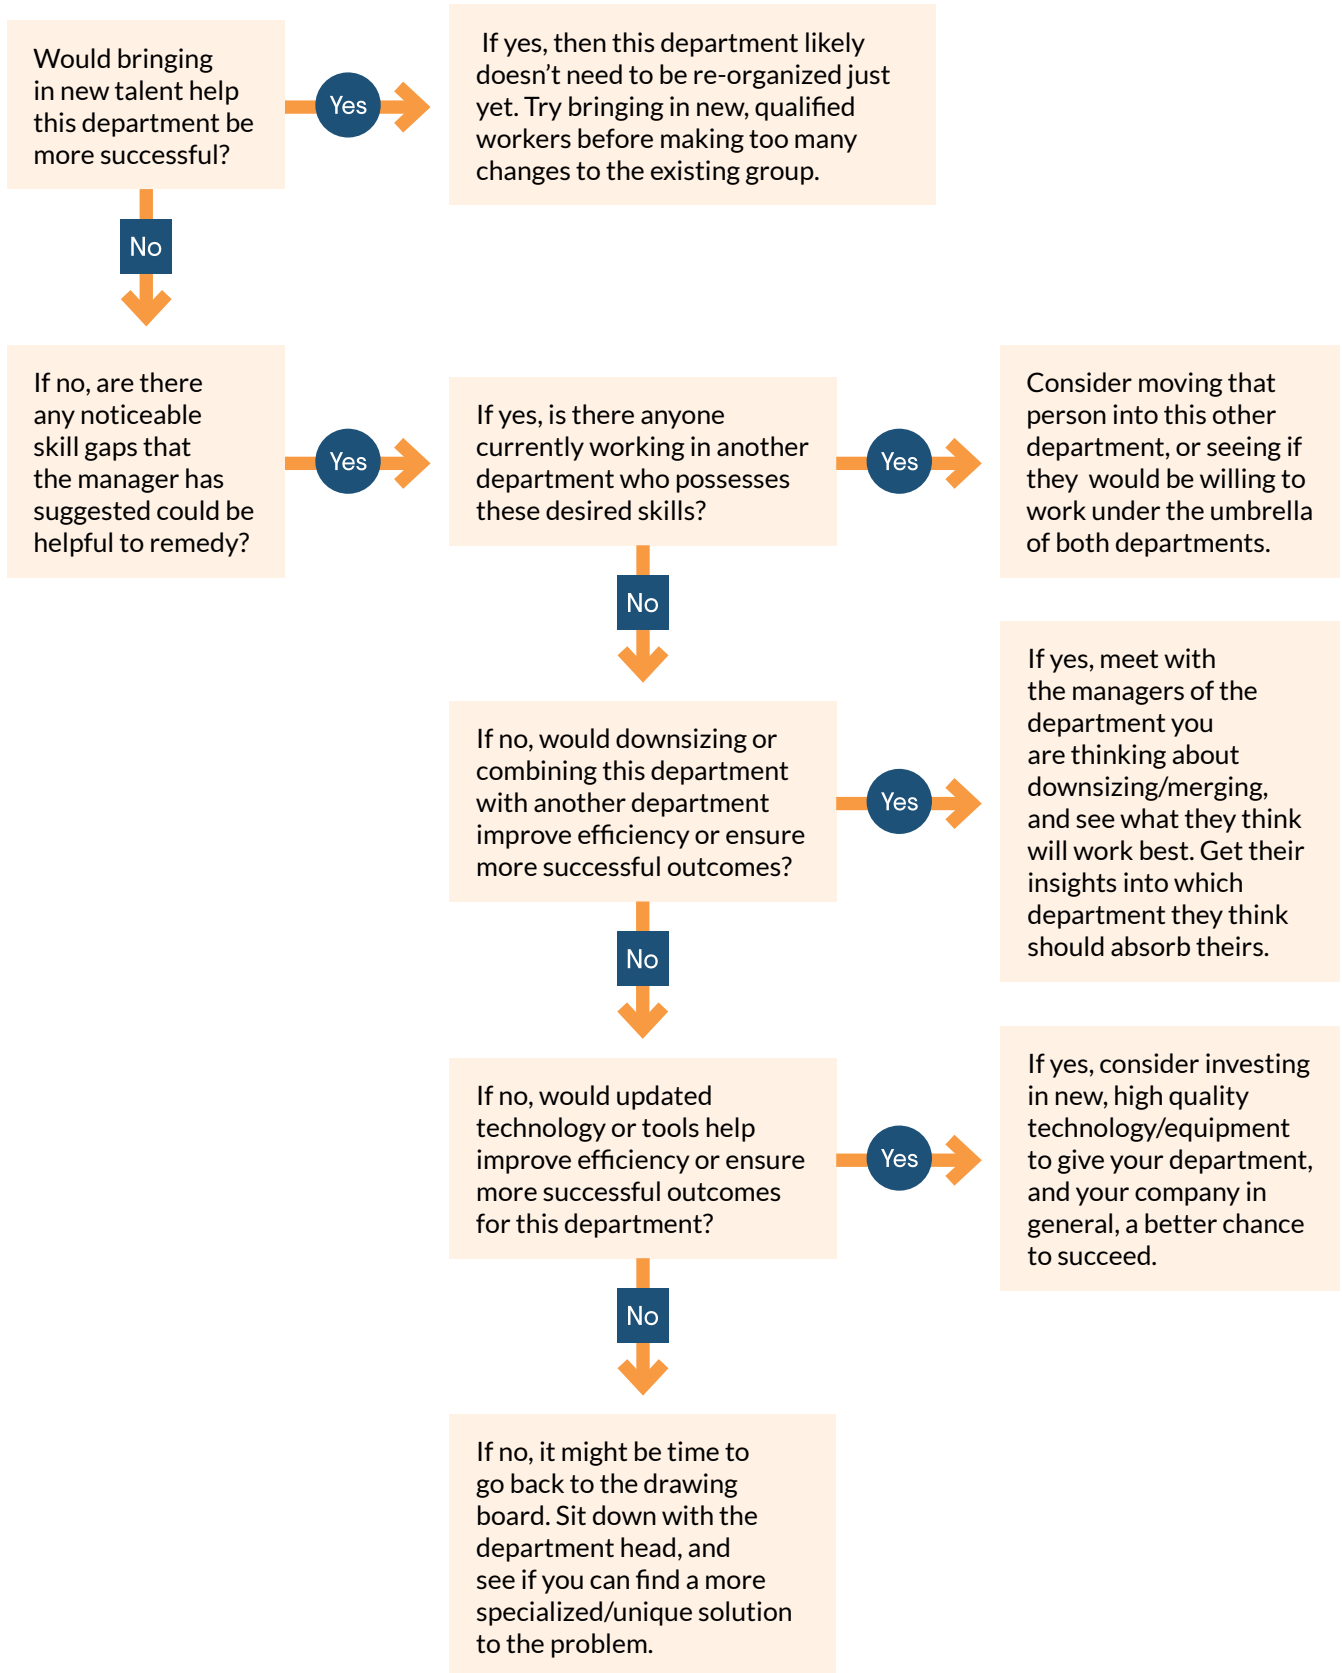 Would bringing
in new talent help
this department be
more successful?
Yes
If yes, then this department likely
doesn’t need to be re-organized just
yet. Try bringing in new, qualified
workers before making too many
changes to the existing group.
No
If no, are there
any noticeable
skill gaps that
the manager has
suggested could be
helpful to remedy?
Yes
If yes, is there anyone
currently working in another
department who possesses
these desired skills?
Yes
Consider moving that
person into this other
department, or seeing if
they would be willing to
work under the umbrella
of both departments.
No
If no, would downsizing or
combining this department
with another department
improve efficiency or ensure
more successful outcomes?
Yes
If yes, meet with
the managers of the
department you
are thinking about
downsizing/merging,
and see what they think
will work best. Get their
insights into which
department they think
should absorb theirs.
No
If no, would updated
technology or tools help
improve efficiency or ensure
more successful outcomes
for this department?
Yes
If yes, consider investing
in new, high quality
technology/equipment
to give your department,
and your company in
general, a better chance
to succeed.
No
If no, it might be time to
go back to the drawing
board. Sit down with the
department head, and
see if you can find a more
specialized/unique solution
to the problem.